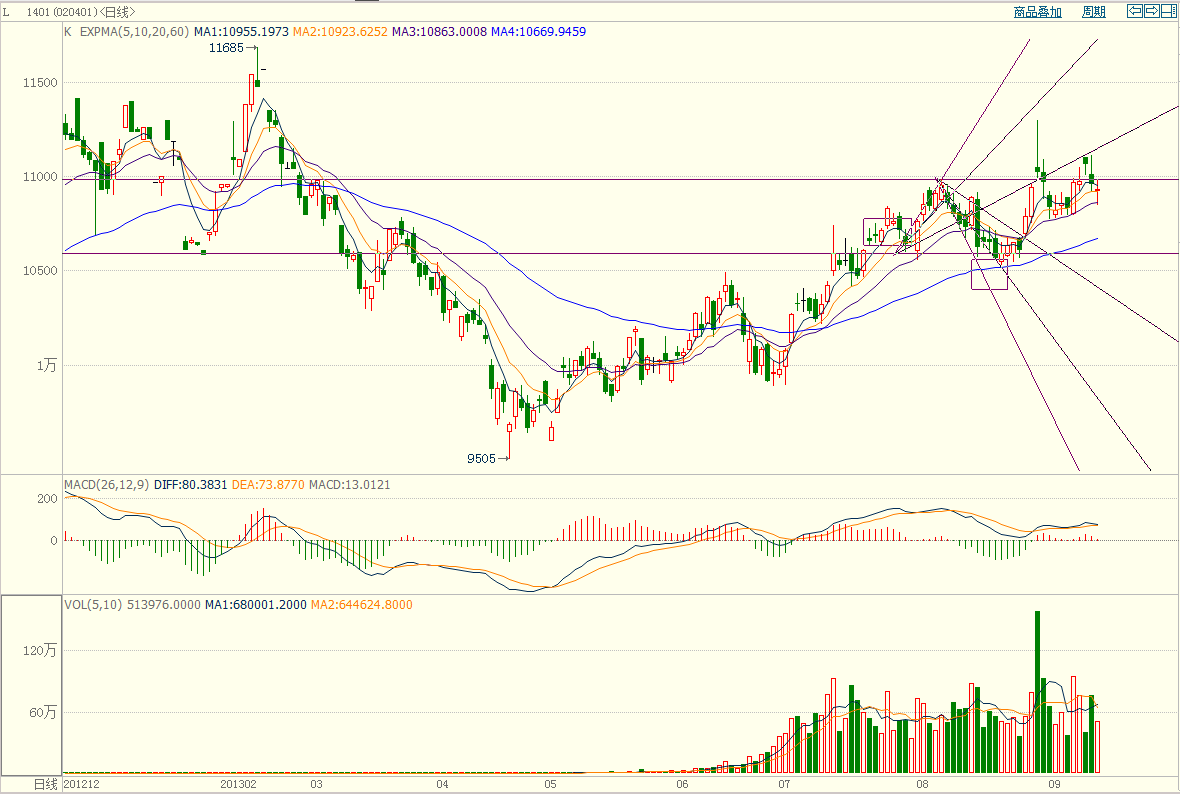 L 1401 (020401)<日线> 商品叠加 周期
K EXPMA(5,10,20,60) MA1:10955.1973 MA2:10923.6252 MA3:10863.0008 MA4:10669.9459
11685
11500
11000
10500
1万
9505
MACD(26,12,9) DIFF:80.3831 DEA:73.8770 MACD:13.0121
200
0
VOL(5,10) 513976.0000 MA1:680001.2000 MA2:644624.8000
120万
60万
日线 201212 201302 03 04 05 06 07 08 09